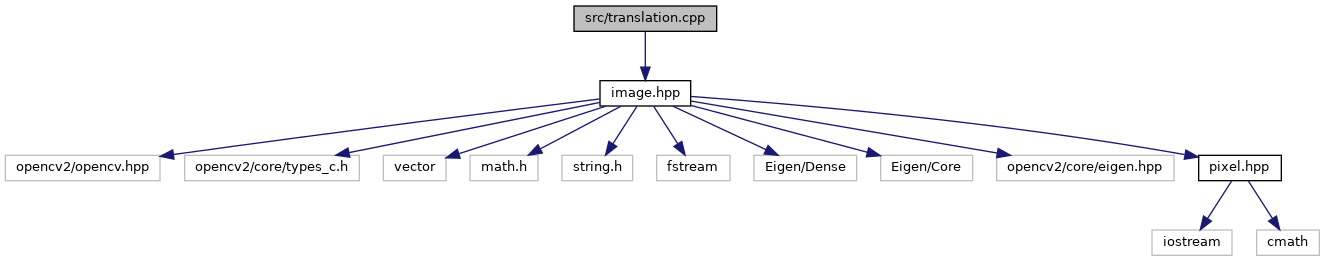 src/translation.cpp
image.hpp
opencv2/opencv.hpp
opencv2/core/types_c.h
vector
math.h
string.h
fstream
Eigen/Dense
Eigen/Core
opencv2/core/eigen.hpp
pixel.hpp
iostream
cmath